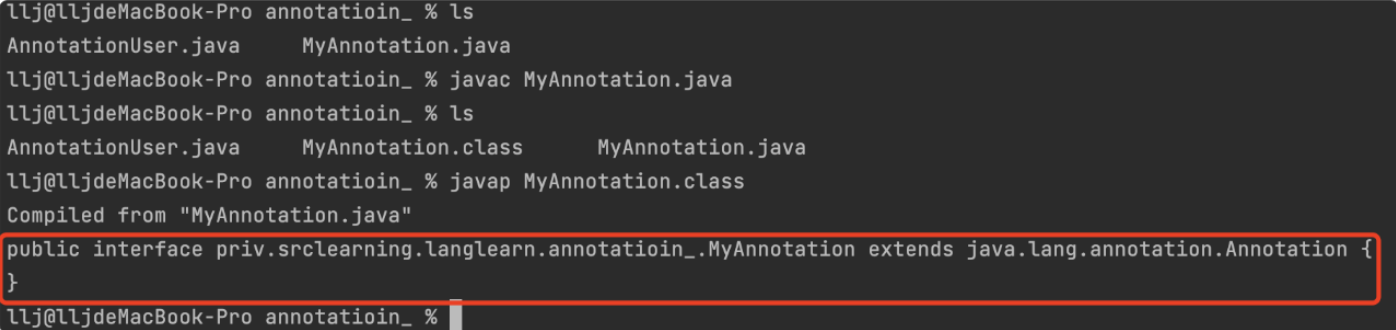 llj@lljdeMacBook-Pro annotatioin_ % ls
AnnotationUser.java     MyAnnotation.java
llj@lljdeMacBook-Pro annotatioin_ % javac MyAnnotation.java
llj@lljdeMacBook-Pro annotatioin_ % ls
AnnotationUser.java     MyAnnotation.class      MyAnnotation.java
llj@lljdeMacBook-Pro annotatioin_ % javap MyAnnotation.class
Compiled from "MyAnnotation.java"
public interface priv.srclearning.langlearn.annotatioin_.MyAnnotation extends java.lang.annotation.Annotation {
}
llj@lljdeMacBook-Pro annotatioin_ %